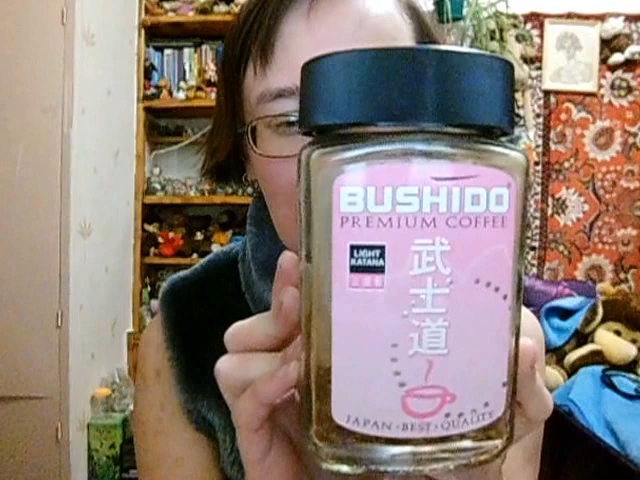 BUSHIDO
PREMIUM COFFEE
LIGHT
KATANA
武士道
JAPAN · BEST · QUALITY